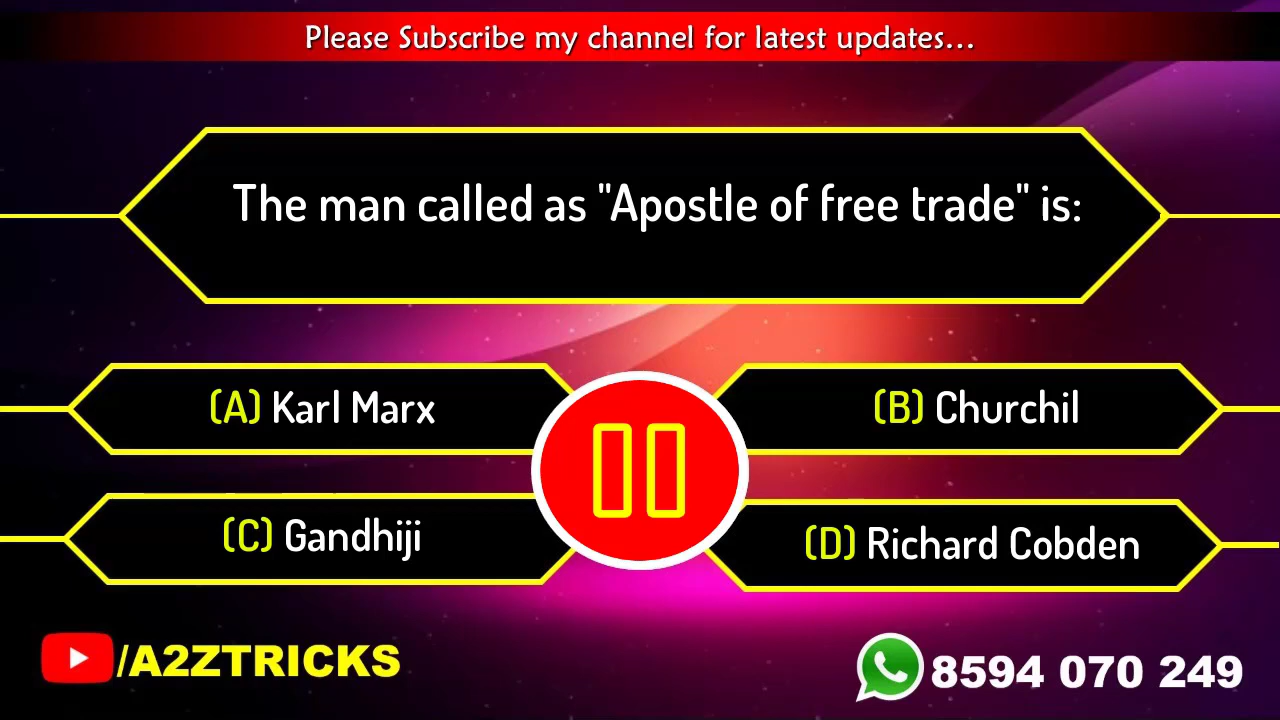 Please Subscribe my channel for latest updates...
The man called as "Apostle of free trade" is:
(A) Karl Marx
(B) Churchil
(C) Gandhiji
(D) Richard Cobden
/A2ZTRICKS
8594 070 249